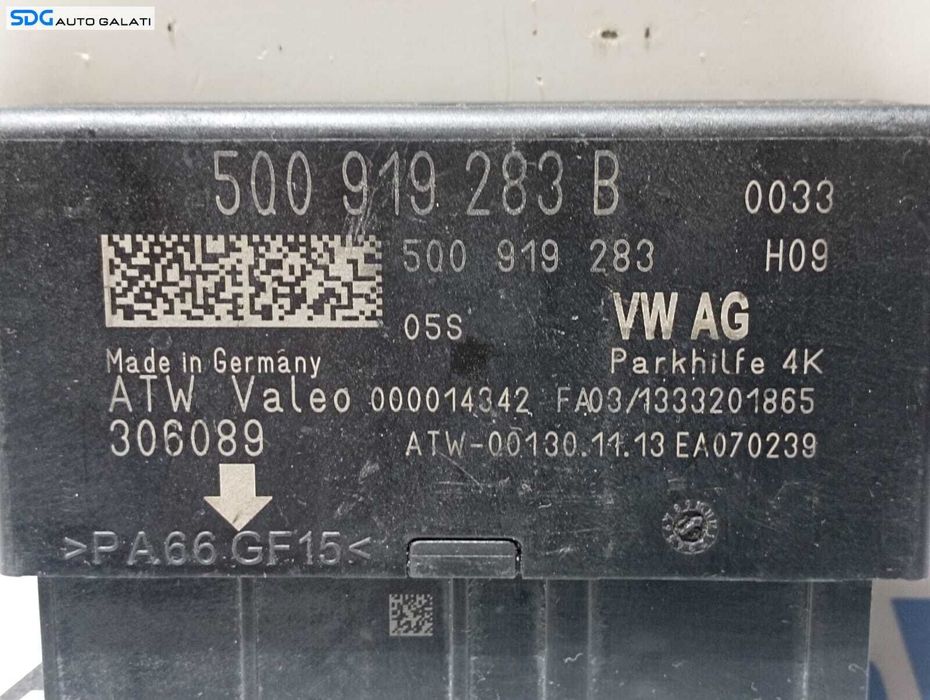 SDG AUTO GALATI
5Q0 919 283 B 0033
5Q0 919 283 H09
05S VW AG
Made in Germany Parkhilfe 4K
ATW Valeo 000014342 FA03/1333201865
306089 ATW-00130.11.13 EA070239
>PA66 GF15<